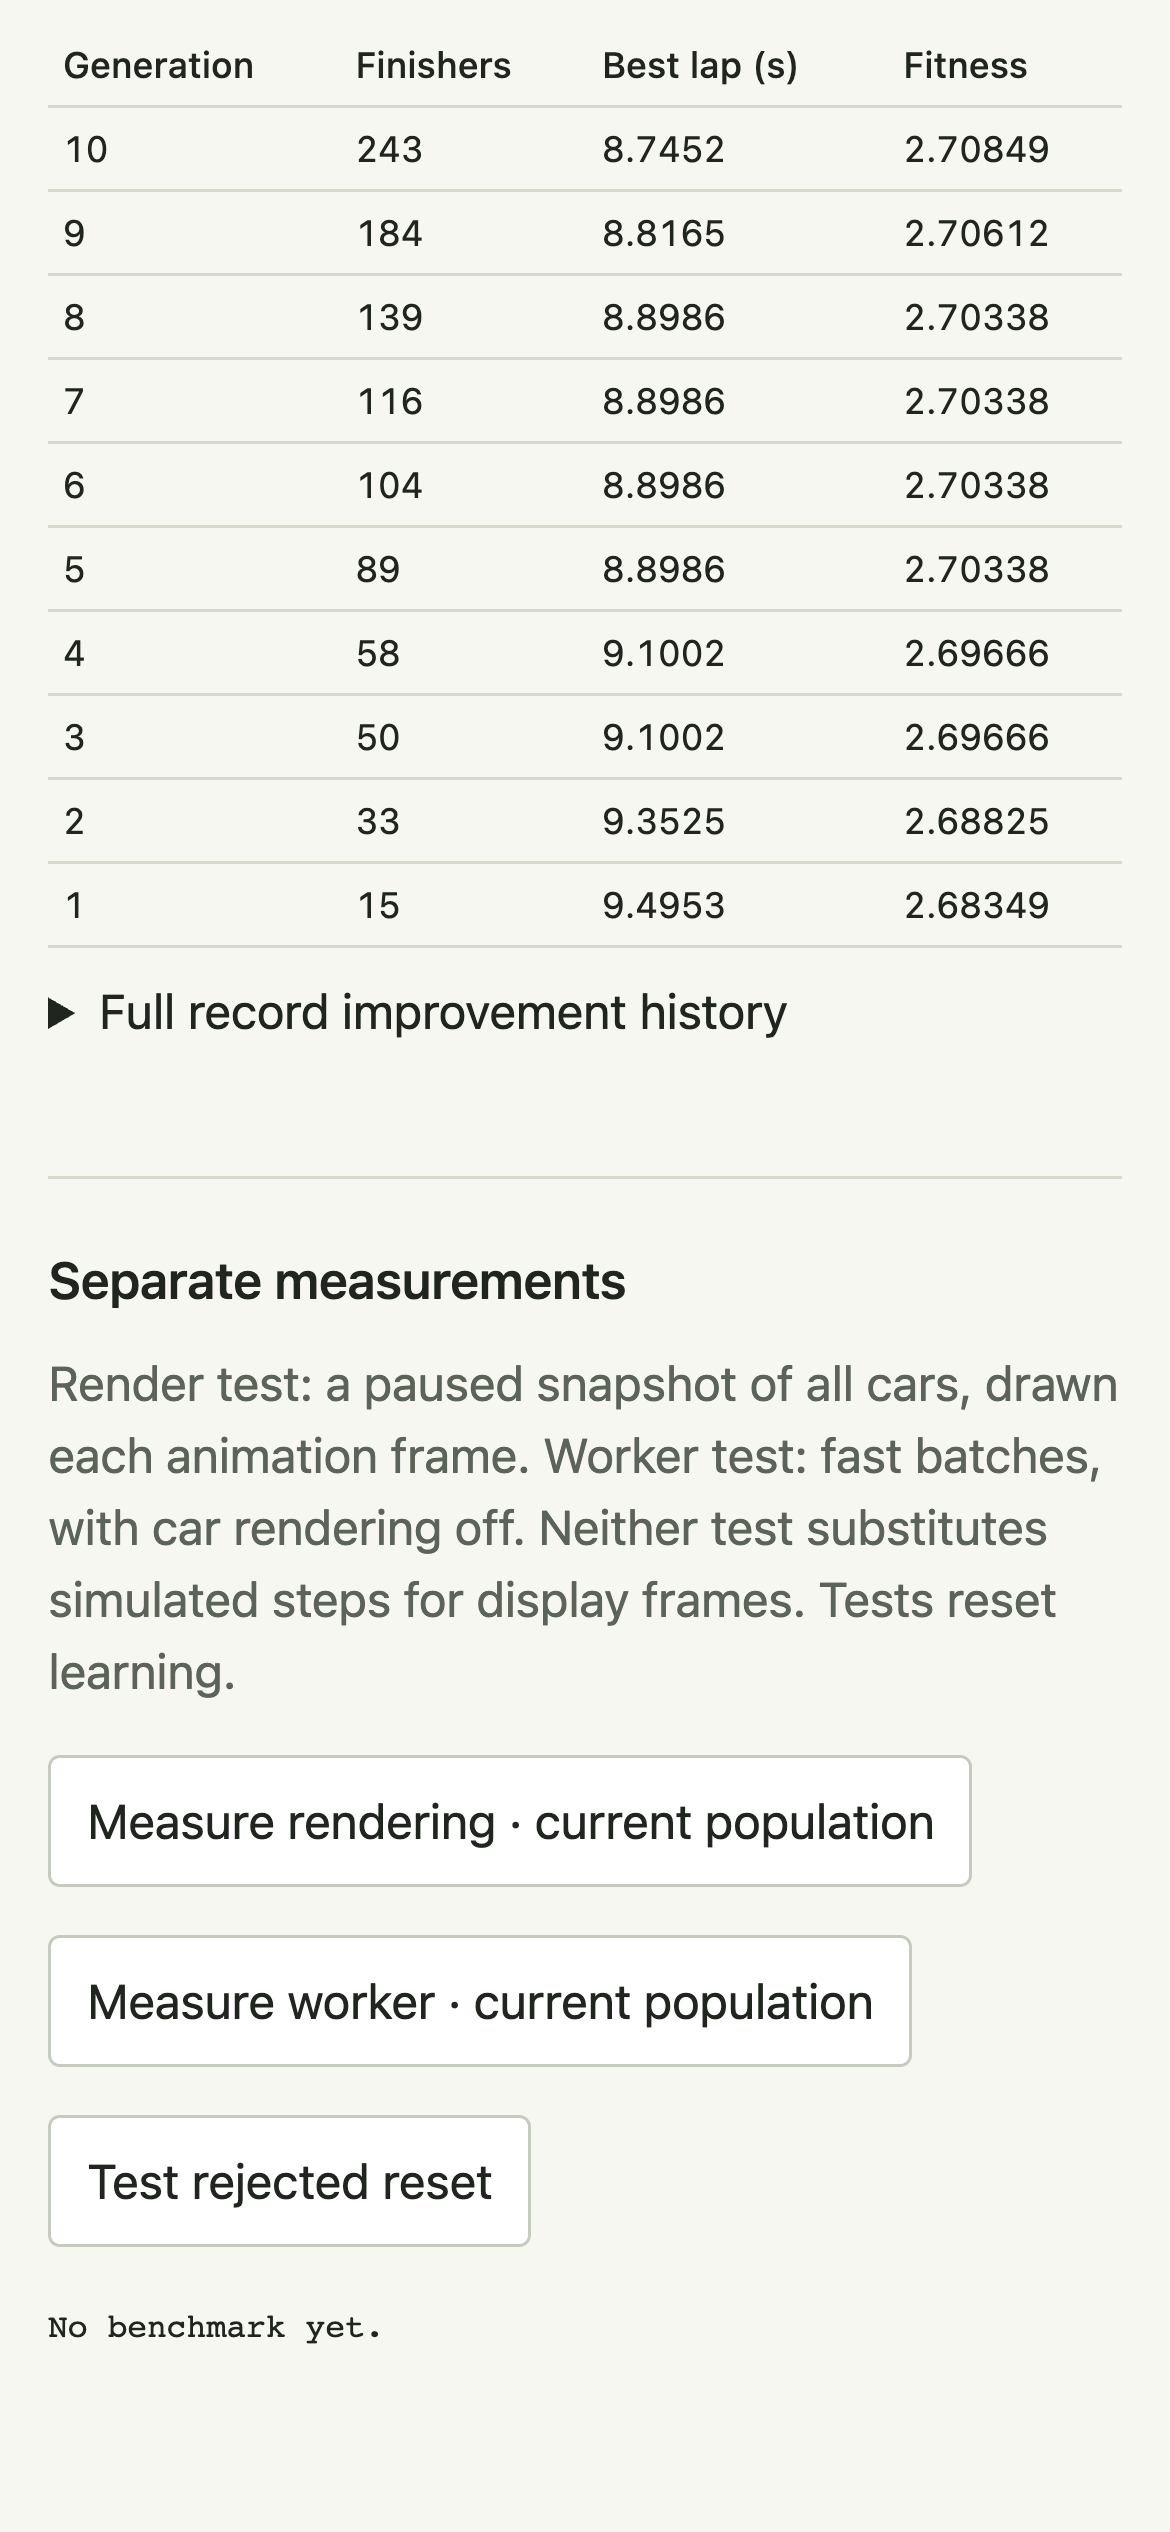 Generation Finishers Best lap (s) Fitness
10 243 8.7452 2.70849
9 184 8.8165 2.70612
8 139 8.8986 2.70338
7 116 8.8986 2.70338
6 104 8.8986 2.70338
5 89 8.8986 2.70338
4 58 9.1002 2.69666
3 50 9.1002 2.69666
2 33 9.3525 2.68825
1 15 9.4953 2.68349
▶ Full record improvement history
Separate measurements
Render test: a paused snapshot of all cars, drawn
each animation frame. Worker test: fast batches,
with car rendering off. Neither test substitutes
simulated steps for display frames. Tests reset
learning.
Measure rendering · current population
Measure worker · current population
Test rejected reset
No benchmark yet.